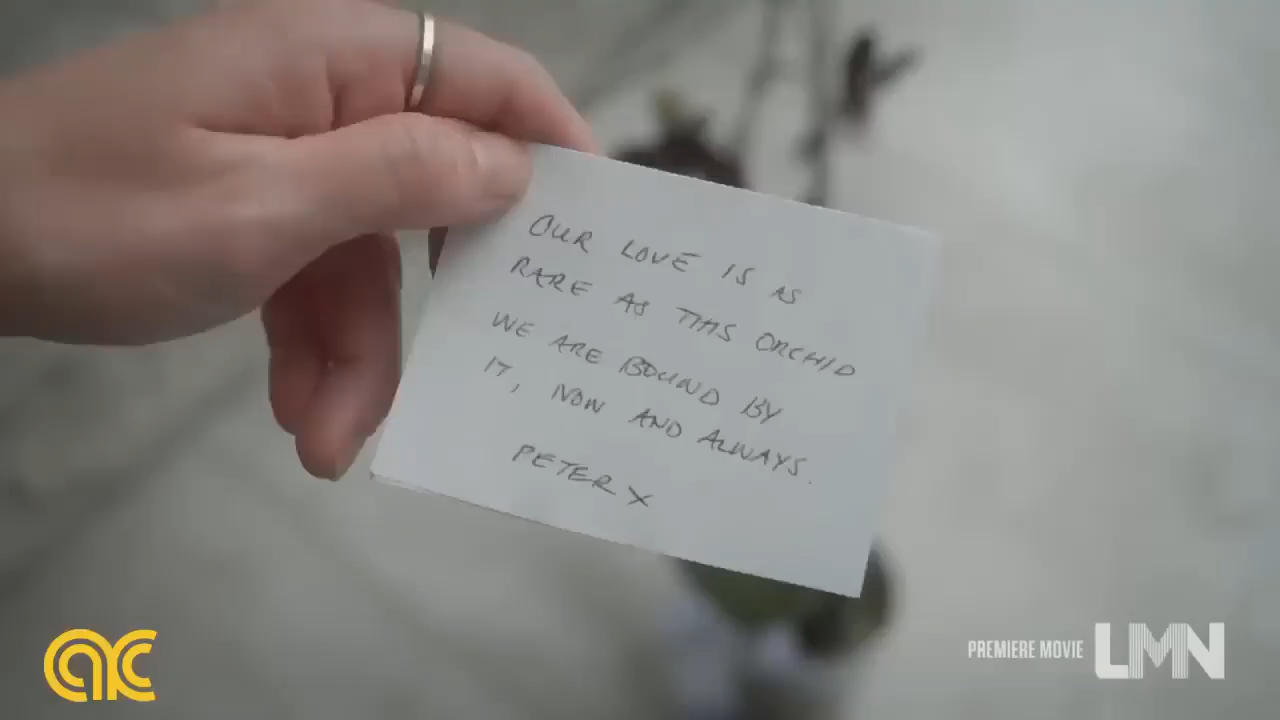 OUR LOVE IS AS
RARE AS THIS ORCHID
WE ARE BOUND BY
IT, NOW AND ALWAYS.
PETER X
ac
PREMIERE MOVIE LMN